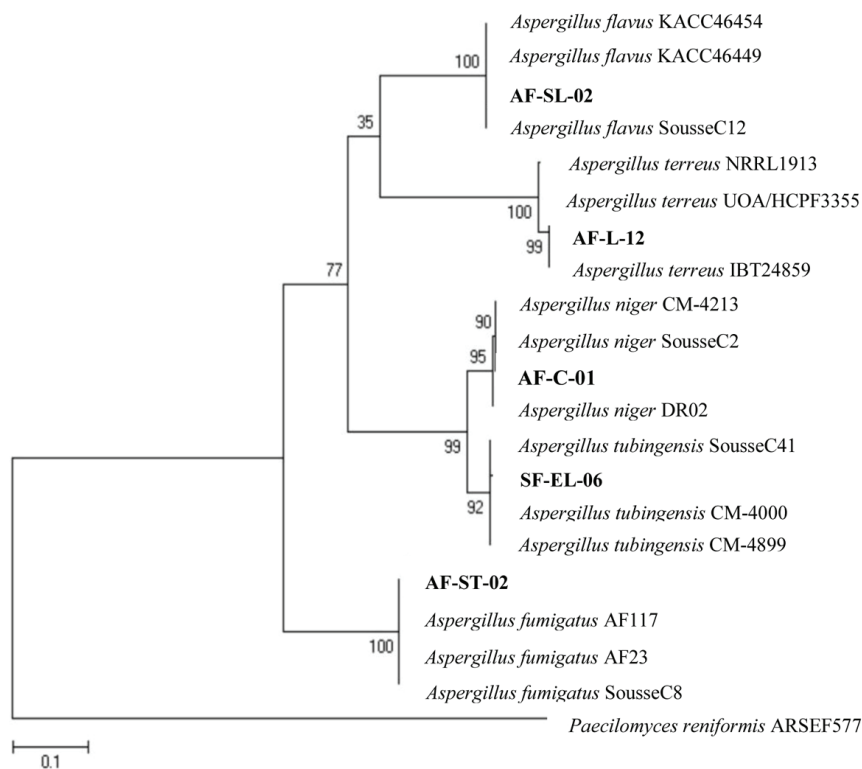 Aspergillus flavus KACC46454
Aspergillus flavus KACC46449
100
AF-SL-02
Aspergillus flavus SousseC12
35
Aspergillus terreus NRRL1913
Aspergillus terreus UOA/HCPF3355
100
AF-L-12
99
Aspergillus terreus IBT24859
77
Aspergillus niger CM-4213
90
Aspergillus niger SousseC2
95
AF-C-01
Aspergillus niger DR02
99
Aspergillus tubingensis SousseC41
SF-EL-06
92
Aspergillus tubingensis CM-4000
Aspergillus tubingensis CM-4899
AF-ST-02
Aspergillus fumigatus AF117
100
Aspergillus fumigatus AF23
Aspergillus fumigatus SousseC8
Paecilomyces reniformis ARSEF577
0.1